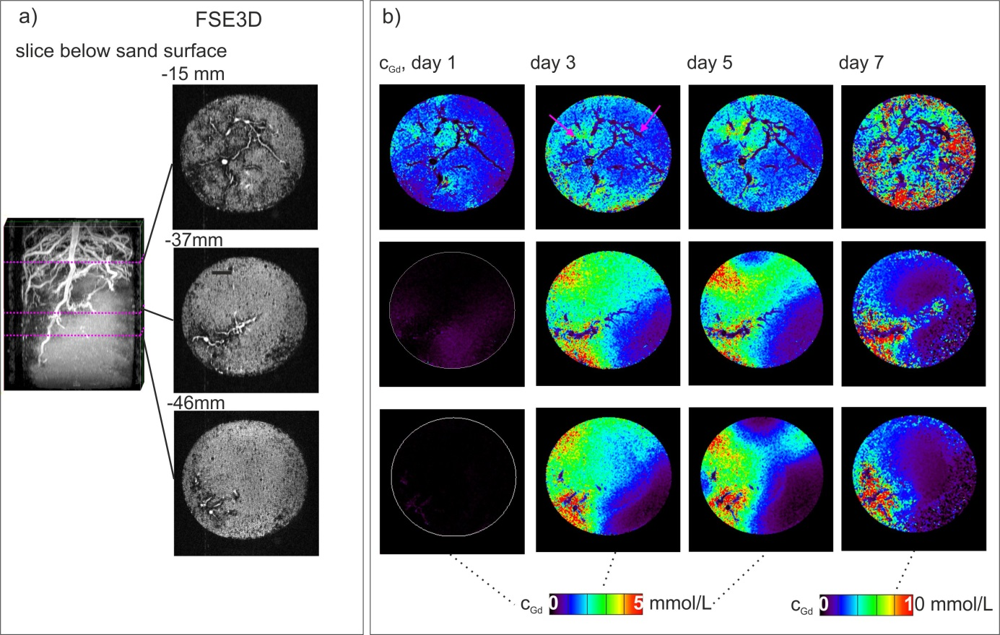 a)
FSE3D
slice below sand surface
-15 mm
-37mm
-46mm
b)
cGd, day 1
day 3
day 5
day 7
cGd 0 5 mmol/L
cGd 0 10 mmol/L